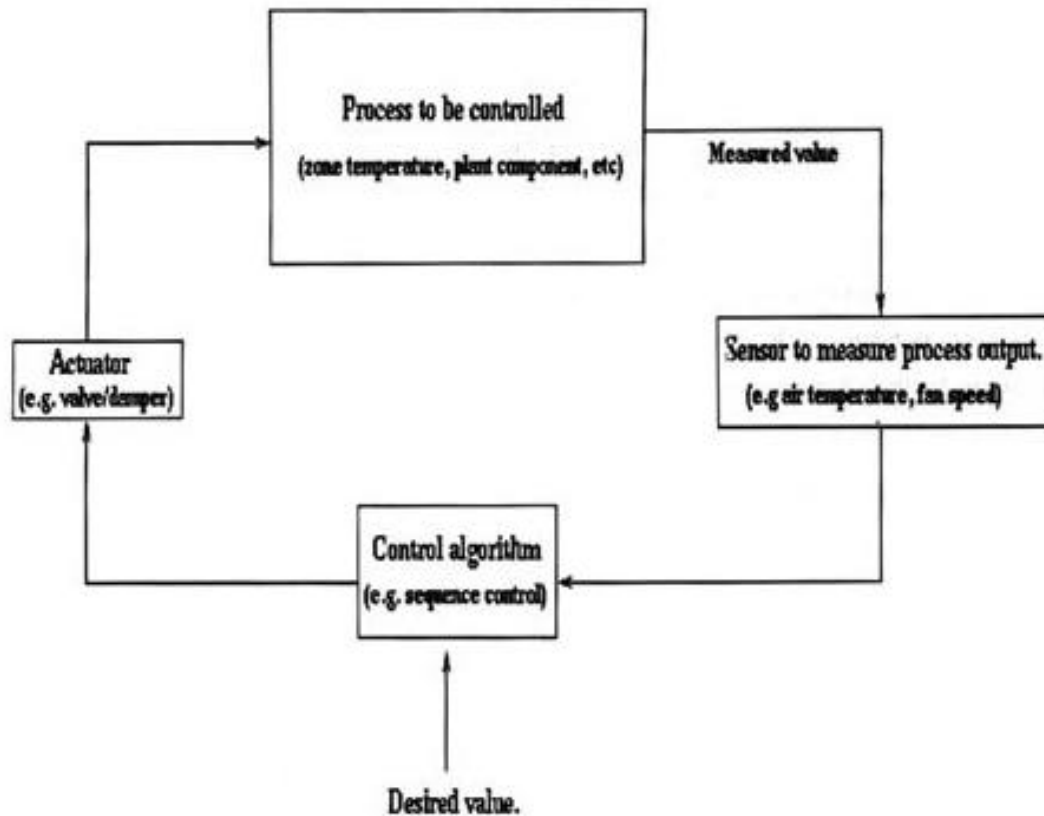 Process to be controlled
(zone temperature, plant component, etc)
Measured value
Actuator
(e.g. valve/damper)
Sensor to measure process output.
(e.g air temperature, fan speed)
Control algorithm
(e.g. sequence control)
Desired value.